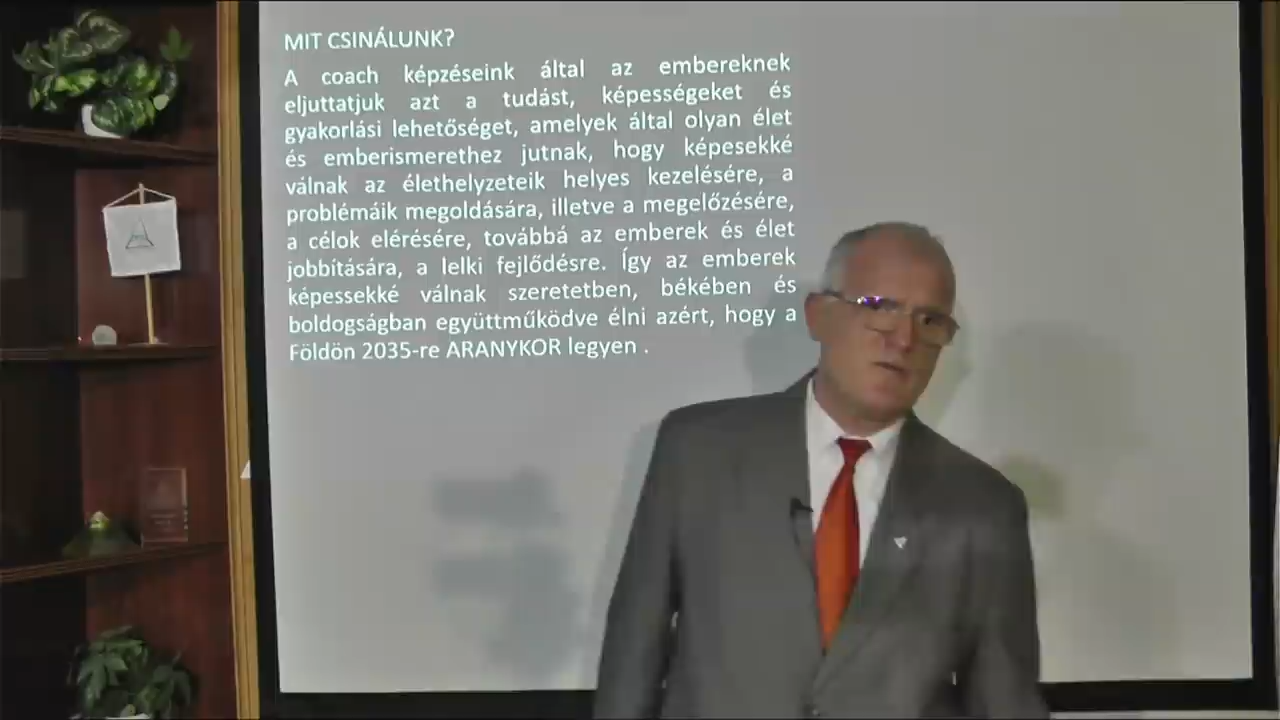 MIT CSINÁLUNK?
A coach képzéseink által az embereknek
eljuttatjuk azt a tudást, képességeket és
gyakorlási lehetőséget, amelyek által olyan élet
és emberismerethez jutnak, hogy képesekké
válnak az élethelyzeteik helyes kezelésére, a
problémáik megoldására, illetve a megelőzésére,
a célok elérésére, továbbá az emberek és élet
jobbítására, a lelki fejlődésre. Így az emberek
képessekké válnak szeretetben, békében és
boldogságban együttműködve élni azért, hogy a
Földön 2035-re ARANYKOR legyen .